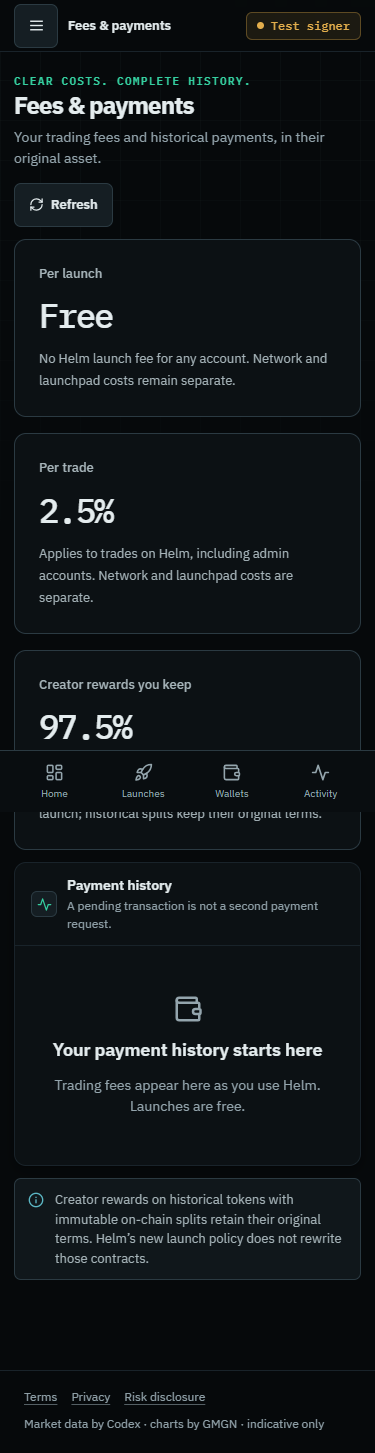 Fees & payments
Test signer
CLEAR COSTS. COMPLETE HISTORY.
Fees & payments
Your trading fees and historical payments, in their
original asset.
Refresh
Per launch
Free
No Helm launch fee for any account. Network and
launchpad costs remain separate.
Per trade
2.5%
Applies to trades on Helm, including admin
accounts. Network and launchpad costs are
separate.
Creator rewards you keep
97.5%
Home
Launches
Wallets
Activity
launch; historical splits keep their original terms.
Payment history
A pending transaction is not a second payment
request.
Your payment history starts here
Trading fees appear here as you use Helm.
Launches are free.
Creator rewards on historical tokens with
immutable on-chain splits retain their original
terms. Helm’s new launch policy does not rewrite
those contracts.
Terms
Privacy
Risk disclosure
Market data by Codex · charts by GMGN · indicative only